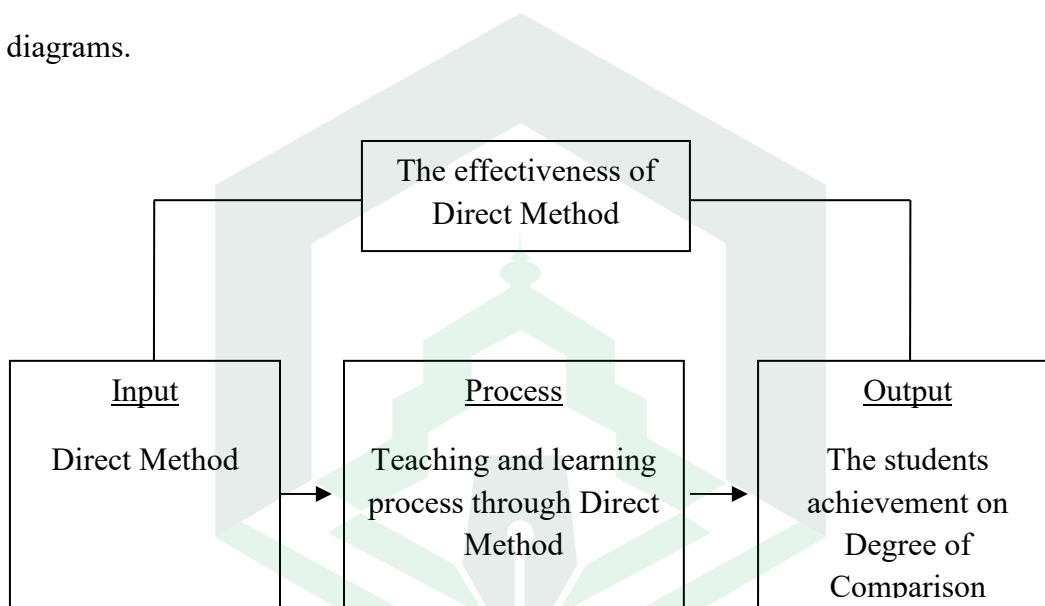 diagrams.
The effectiveness of
Direct Method
Input
Direct Method
Process
Teaching and learning
process through Direct
Method
Output
The students
achievement on
Degree of
Comparison